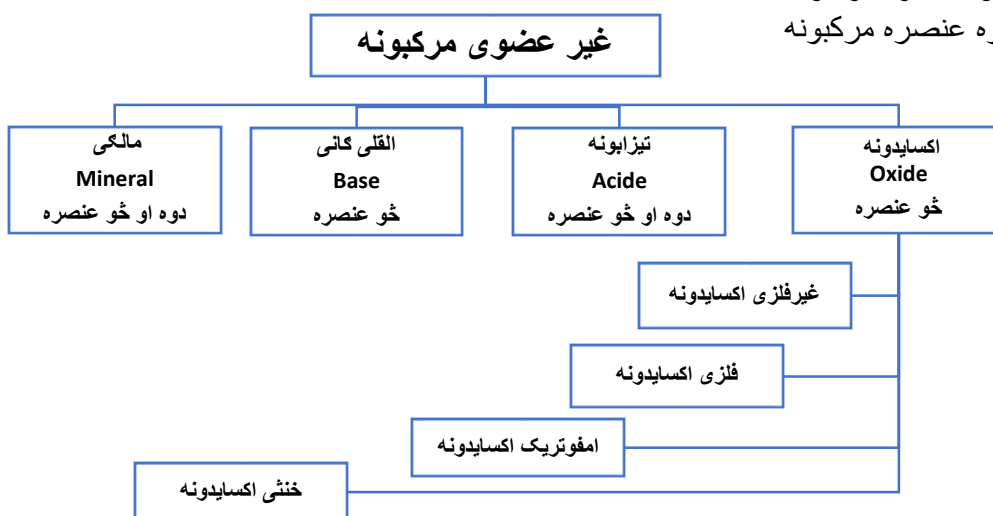 عنصره مرکبونه
غیر عضوی مرکبونه
اکسایدونه
Oxide
څو عنصره
تیزابونه
Acide
دوه او څو عنصره
القلی ګانی
Base
څو عنصره
مالګی
Mineral
دوه او څو عنصره
غیرفلزی اکسایدونه
فلزی اکسایدونه
امفوتریک اکسایدونه
خنثی اکسایدونه